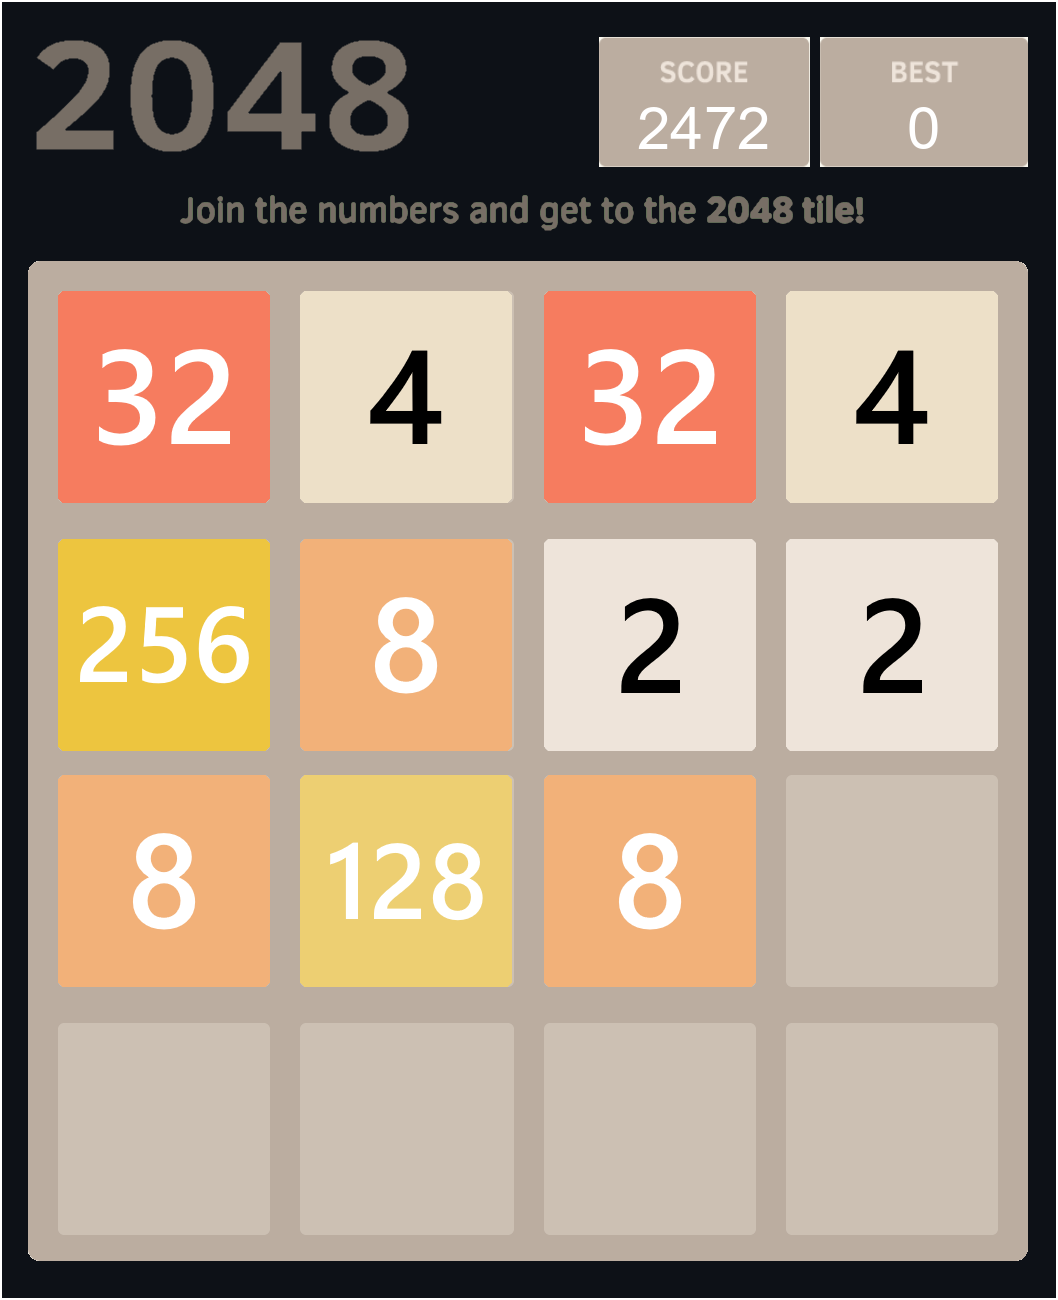 2048
SCORE BEST
2472 0
Join the numbers and get to the 2048 tile!
32 4 32 4
256 8 2 2
8 128 8